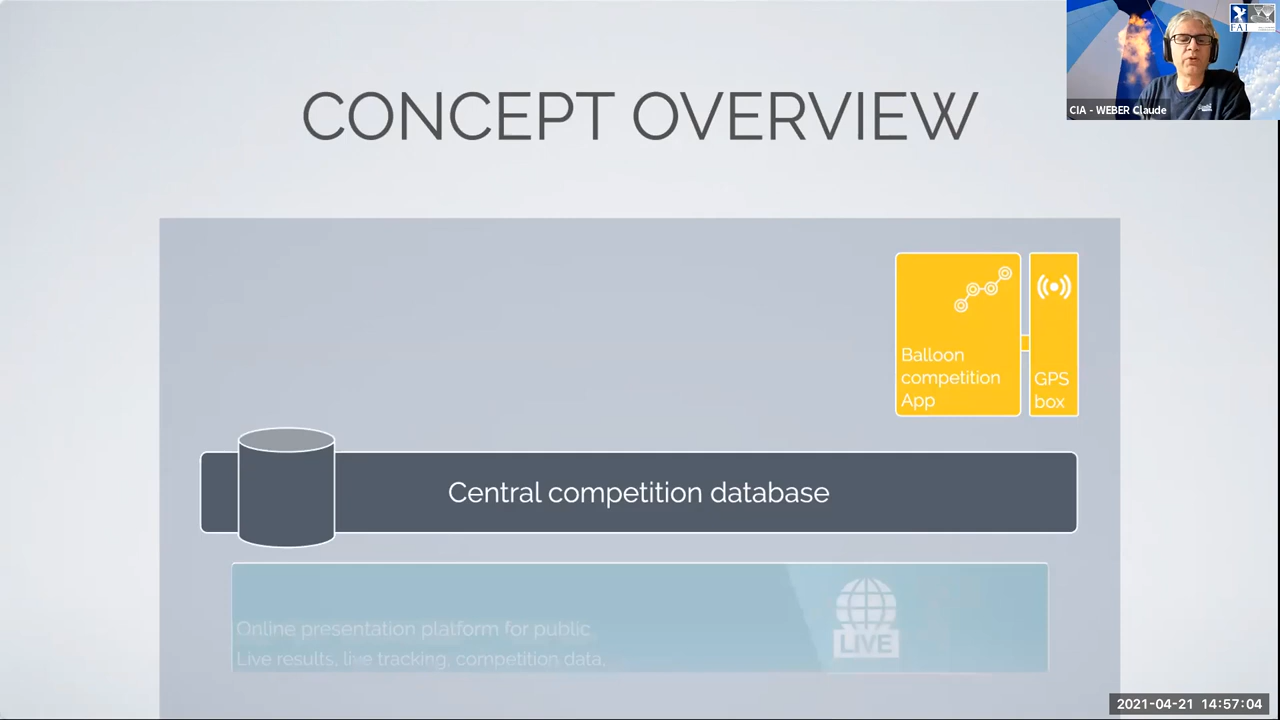 CONCEPT OVERVIEW
FAI
CIA - WEBER Claude
Balloon
competition
App
GPS
box
Central competition database
Online presentation platform for public
Live results, live tracking, competition data.
LIVE
2021-04-21 14:57:04